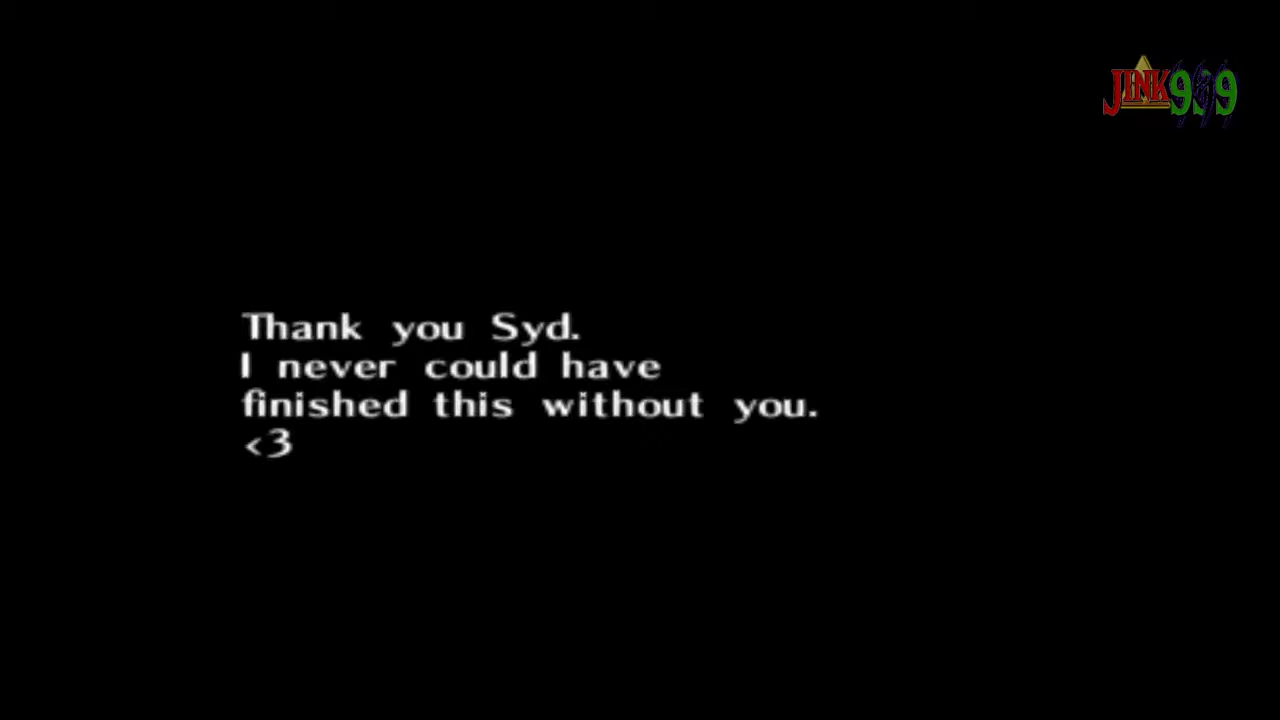 JINK999
Thank you Syd.
I never could have
finished this without you.
<3